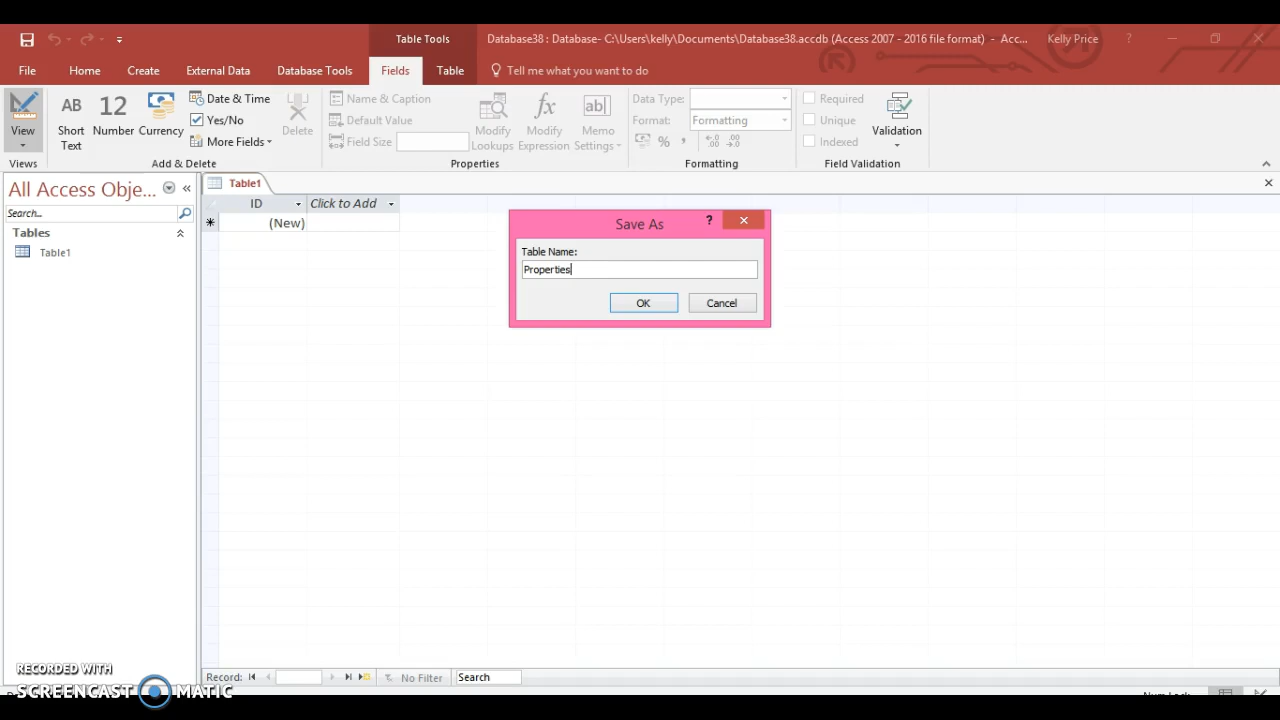 Table Tools
Database38 : Database- C:\Users\kelly\Documents\Database38.accdb (Access 2007 - 2016 file format) - Acc...
Kelly Price
?
File
Home
Create
External Data
Database Tools
Fields
Table
Tell me what you want to do
View
AB
Short
Text
12
Number
Currency
Date & Time
Yes/No
More Fields
Delete
Name & Caption
Default Value
Field Size
Modify
Lookups
fx
Modify
Expression
ab|
Memo
Settings
Data Type:
Format:
Formatting
%
,
Required
Unique
Indexed
Validation
Views
Add & Delete
Properties
Formatting
Field Validation
All Access Obje...
Search...
Tables
Table1
Table1
ID
Click to Add
(New)
Save As
?
Table Name:
Properties
OK
Cancel
Record:
No Filter
Search
Num Lock
RECORDED WITH
SCREENCAST MATIC